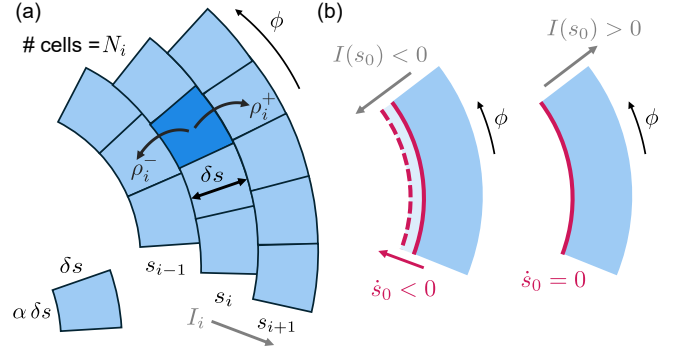 (a)
# cells = N_i
ϕ
ρ_i^+
ρ_i^-
δs
s_{i-1}
s_i
s_{i+1}
I_i
δs
α δs
(b)
I(s_0) < 0
ϕ
ṡ_0 < 0
I(s_0) > 0
ϕ
ṡ_0 = 0